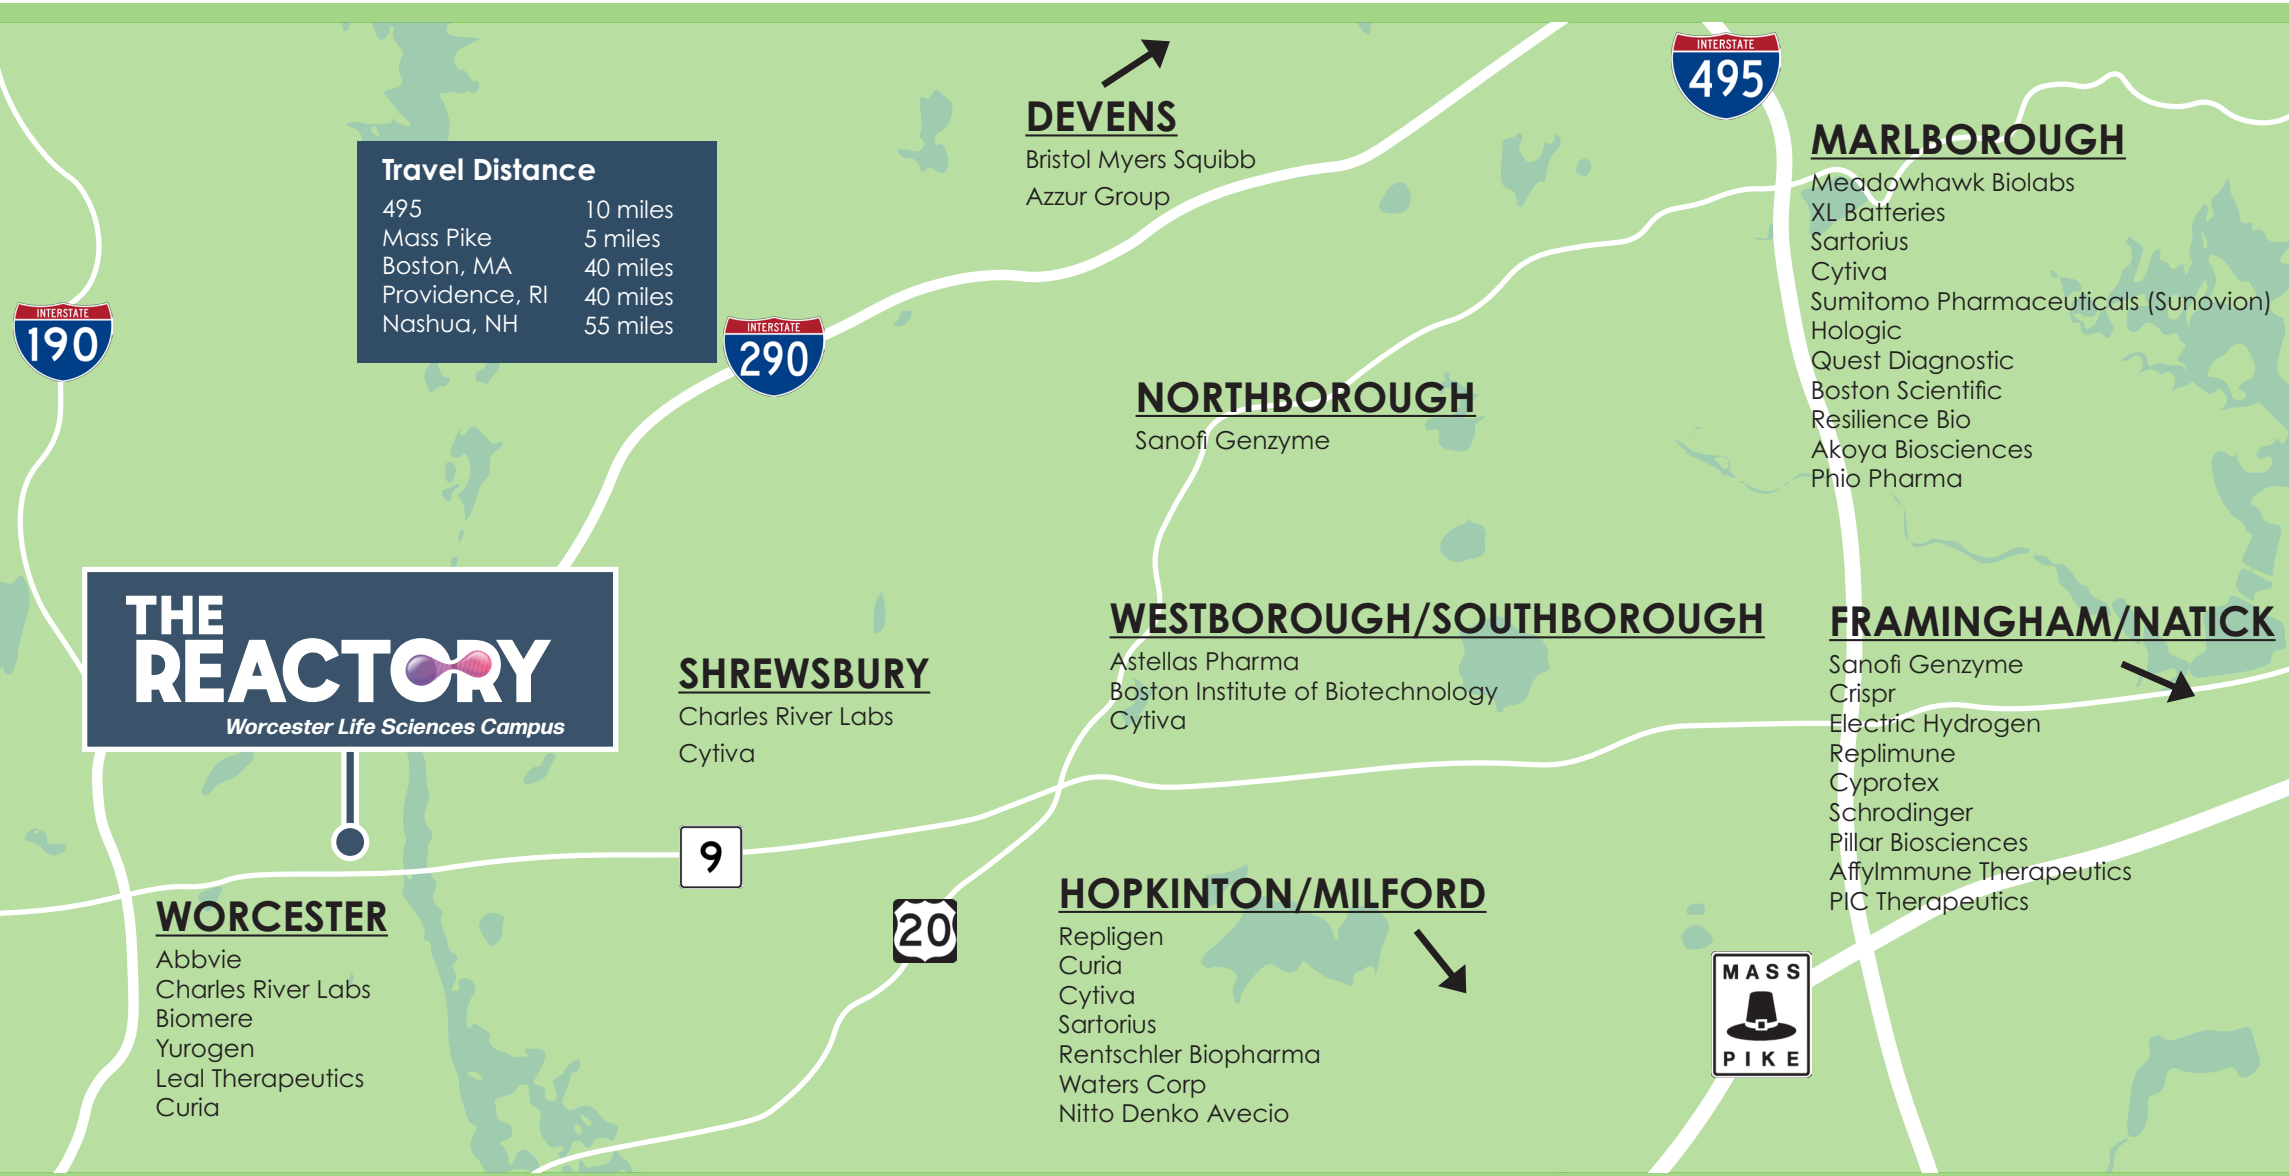 INTERSTATE
495
DEVENS
Bristol Myers Squibb
Azzur Group
MARLBOROUGH
Meadowhawk Biolabs
XL Batteries
Sartorius
Cytiva
Sumitomo Pharmaceuticals (Sunovion)
Hologic
Quest Diagnostic
Boston Scientific
Resilience Bio
Akoya Biosciences
Phio Pharma
Travel Distance
495 10 miles
Mass Pike 5 miles
Boston, MA 40 miles
Providence, RI 40 miles
Nashua, NH 55 miles
INTERSTATE
190
INTERSTATE
290
NORTHBOROUGH
Sanofi Genzyme
THE
REACTORY
Worcester Life Sciences Campus
SHREWSBURY
Charles River Labs
Cytiva
WESTBOROUGH/SOUTHBOROUGH
Astellas Pharma
Boston Institute of Biotechnology
Cytiva
FRAMINGHAM/NATICK
Sanofi Genzyme
Crispr
Electric Hydrogen
Replimune
Cyprotex
Schrodinger
Pillar Biosciences
AffyImmune Therapeutics
PIC Therapeutics
9
20
WORCESTER
Abbvie
Charles River Labs
Biomere
Yurogen
Leal Therapeutics
Curia
HOPKINTON/MILFORD
Repligen
Curia
Cytiva
Sartorius
Rentschler Biopharma
Waters Corp
Nitto Denko Avecio
MASS
PIKE